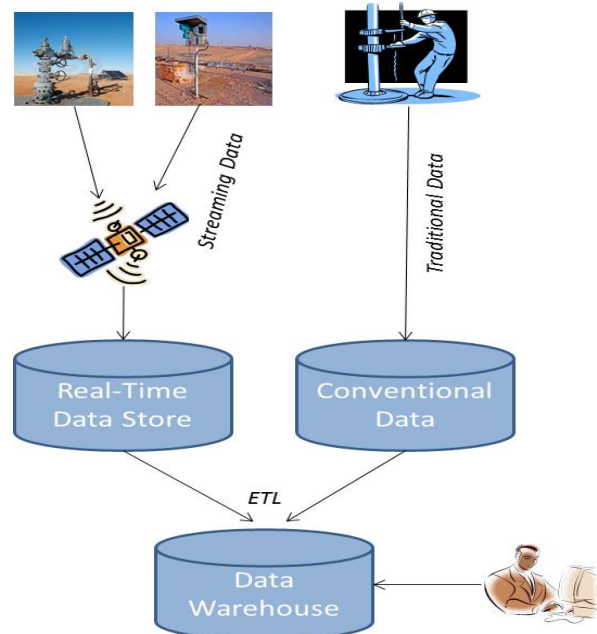 Streaming Data
Traditional Data
Real-Time
Data Store
Conventional
Data
ETL
Data
Warehouse